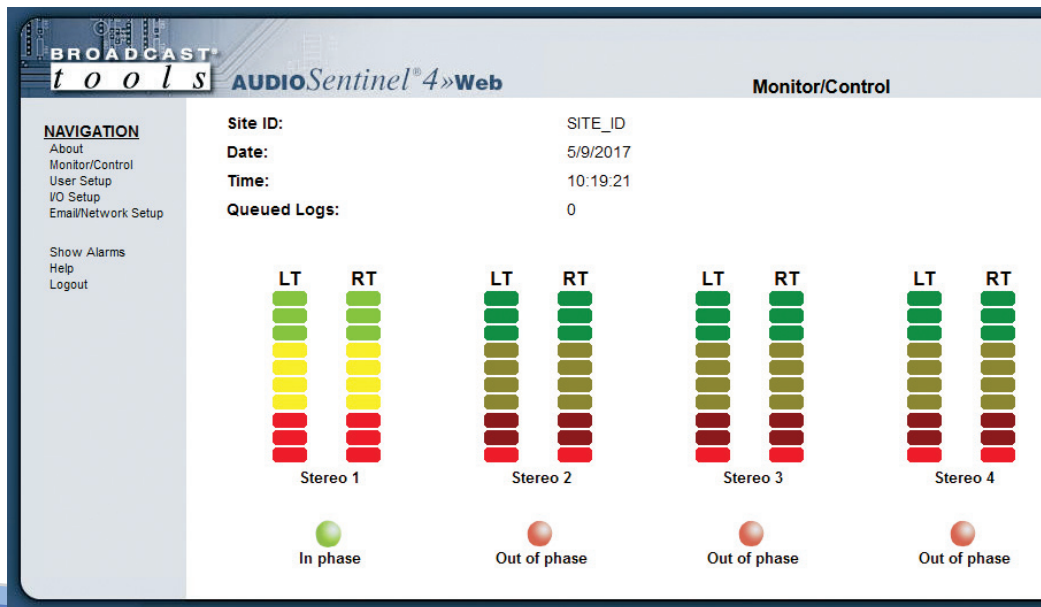 BROADCAST®
tools
AUDIOSentinel®4»Web
Monitor/Control
NAVIGATION
About
Monitor/Control
User Setup
I/O Setup
Email/Network Setup
Show Alarms
Help
Logout
Site ID: SITE_ID
Date: 5/9/2017
Time: 10:19:21
Queued Logs: 0
LT RT LT RT LT RT LT RT
Stereo 1 Stereo 2 Stereo 3 Stereo 4
In phase Out of phase Out of phase Out of phase